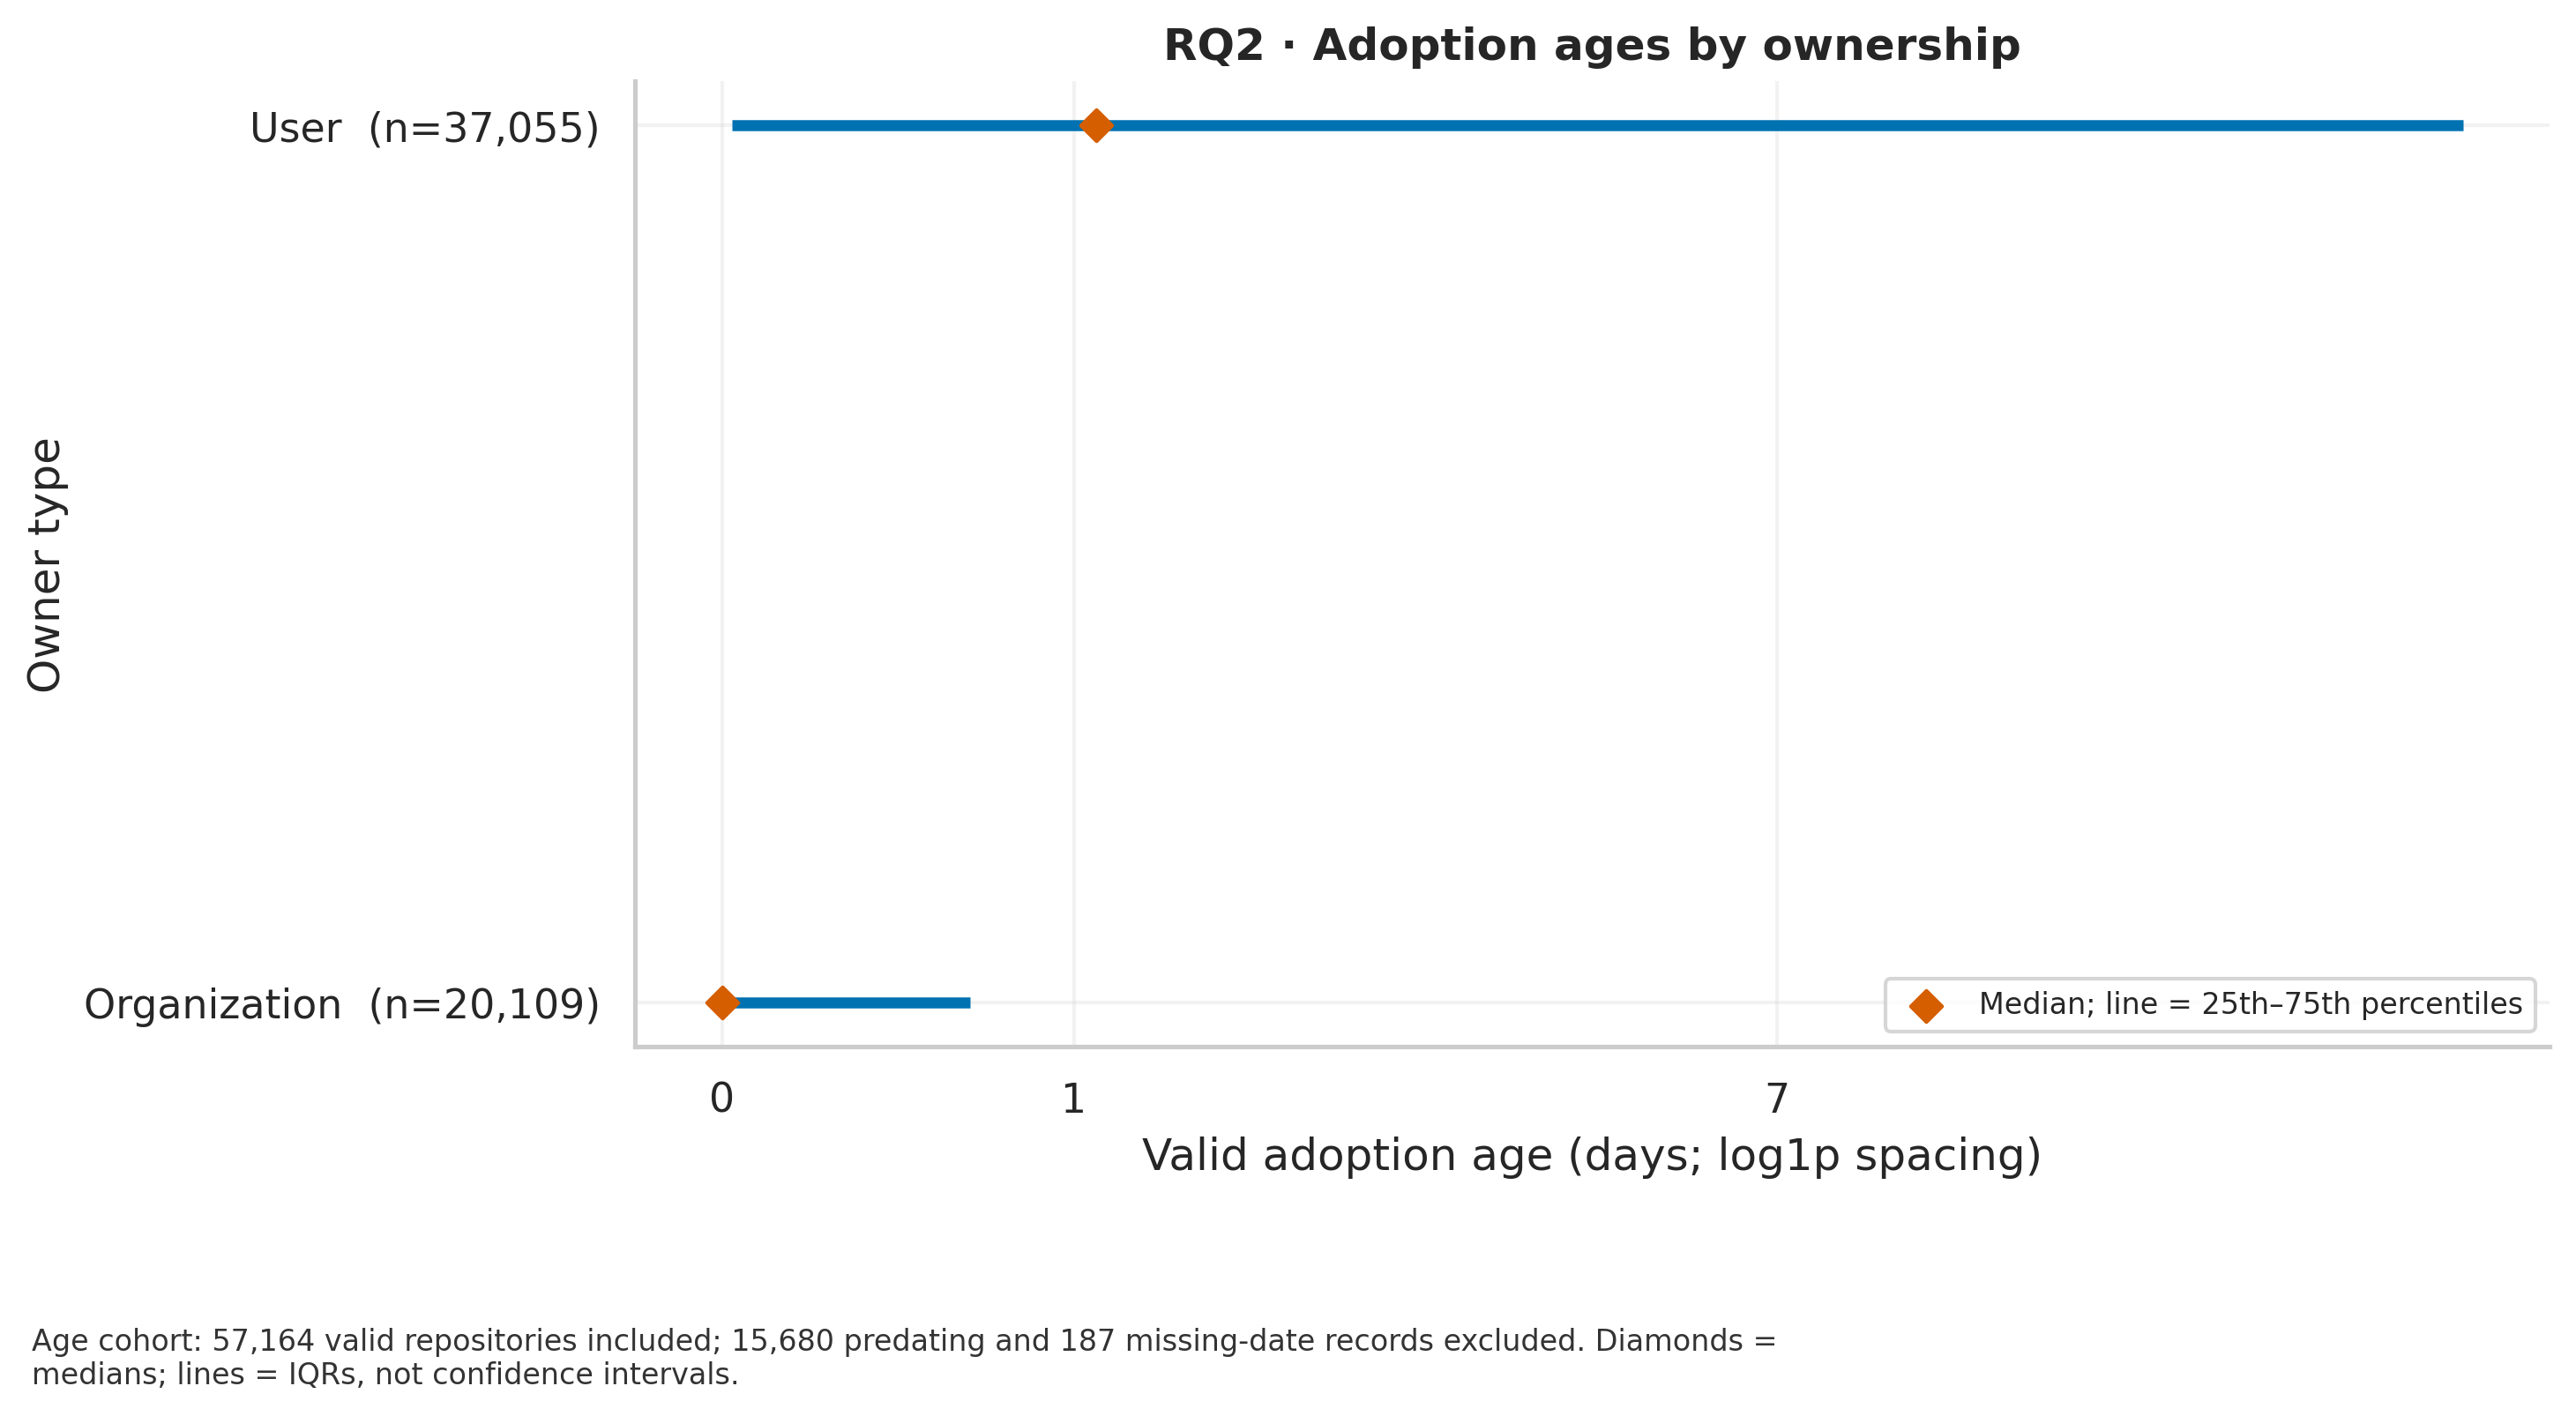 RQ2 · Adoption ages by ownership
User (n=37,055)
Owner type
Organization (n=20,109)
Median; line = 25th–75th percentiles
0 1 7
Valid adoption age (days; log1p spacing)
Age cohort: 57,164 valid repositories included; 15,680 predating and 187 missing-date records excluded. Diamonds =
medians; lines = IQRs, not confidence intervals.